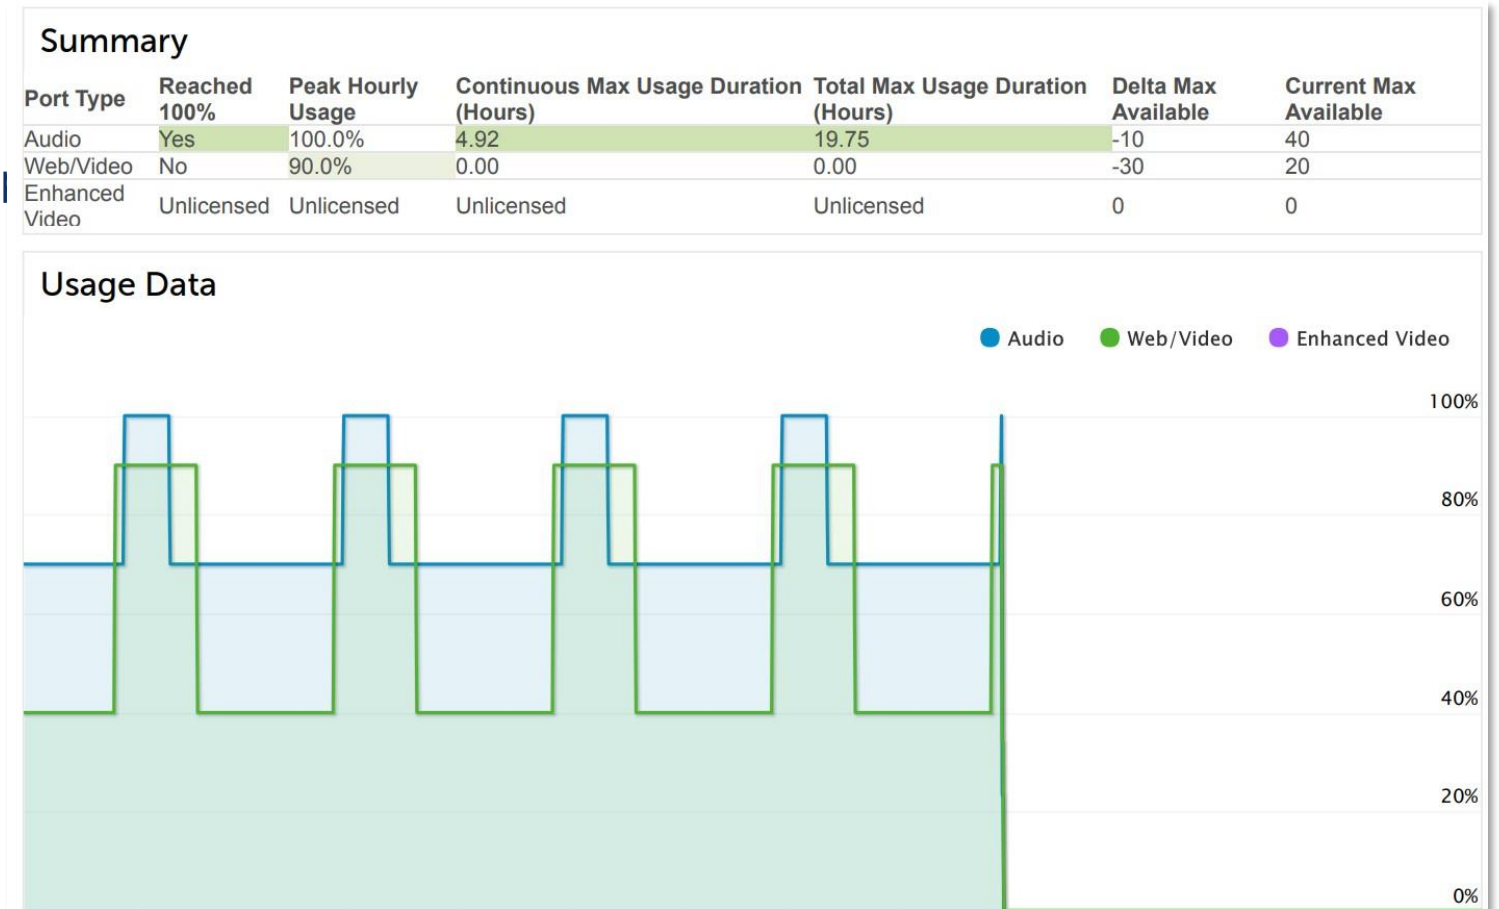 Summary
Port Type Reached 100% Peak Hourly Usage Continuous Max Usage Duration (Hours) Total Max Usage Duration (Hours) Delta Max Available Current Max Available
Audio Yes 100.0% 4.92 19.75 -10 40
Web/Video No 90.0% 0.00 0.00 -30 20
Enhanced Video Unlicensed Unlicensed Unlicensed Unlicensed 0 0
Usage Data
Audio Web/Video Enhanced Video
100%
80%
60%
40%
20%
0%